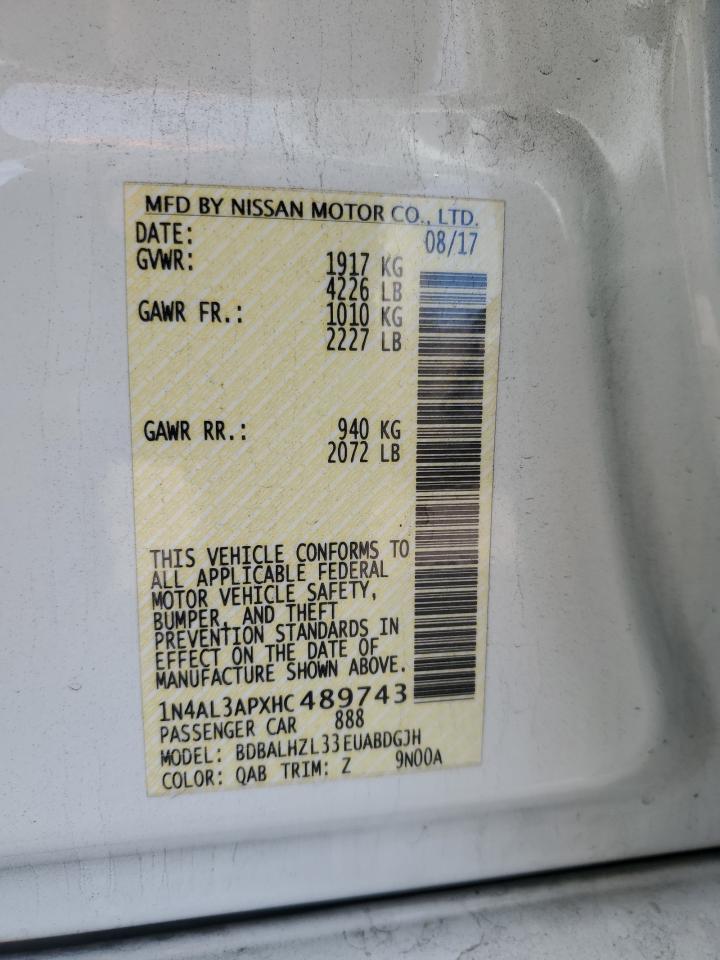 MFD BY NISSAN MOTOR CO., LTD.
DATE: 08/17
GVWR: 1917 KG
4226 LB
GAWR FR.: 1010 KG
2227 LB
GAWR RR.: 940 KG
2072 LB
THIS VEHICLE CONFORMS TO
ALL APPLICABLE FEDERAL
MOTOR VEHICLE SAFETY,
BUMPER, AND THEFT
PREVENTION STANDARDS IN
EFFECT ON THE DATE OF
MANUFACTURE SHOWN ABOVE.
1N4AL3APXHC489743
PASSENGER CAR 888
MODEL: BDBALHZL33EUABDGJH
COLOR: QAB TRIM: Z 9N00A